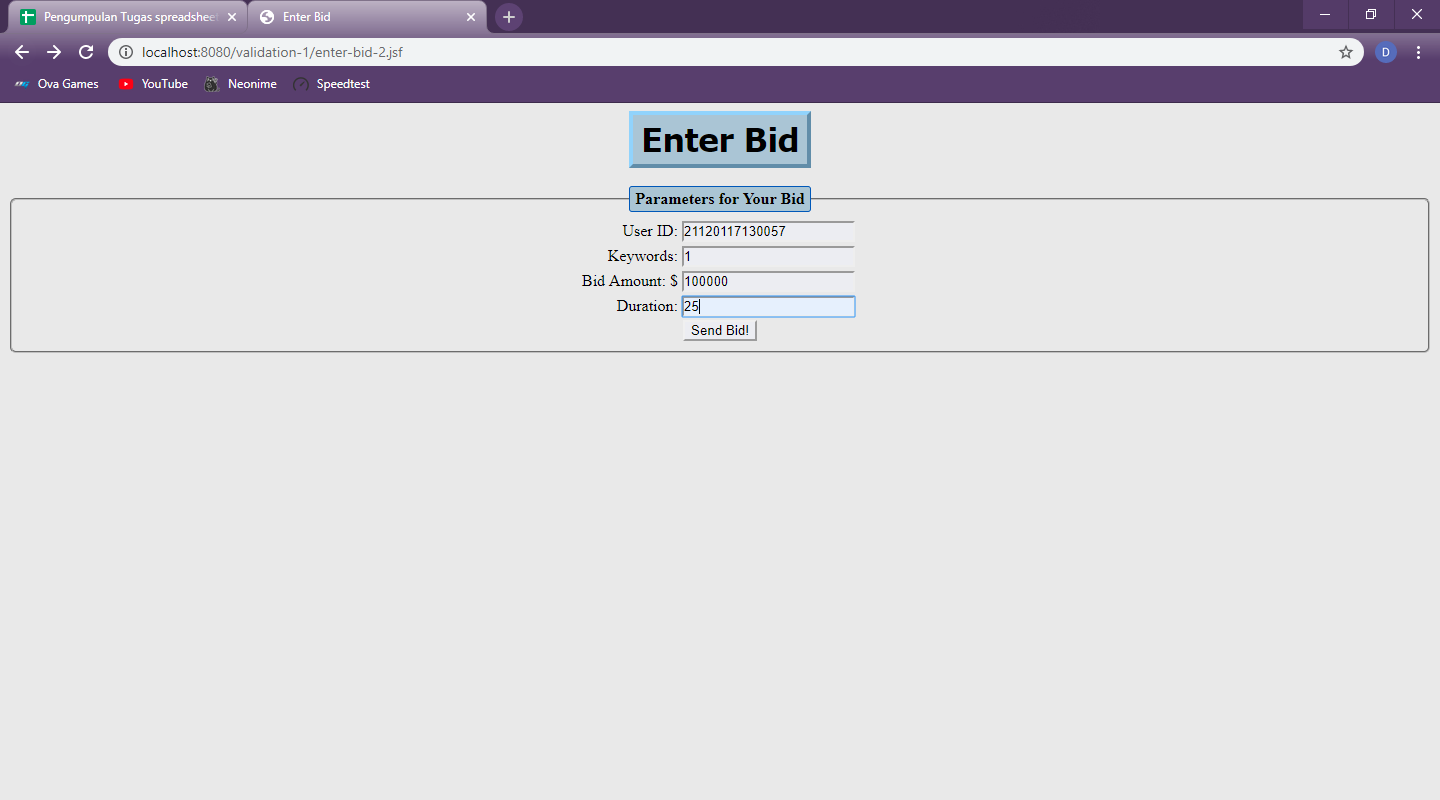 Pengumpulan Tugas spreadsheet
Enter Bid
localhost:8080/validation-1/enter-bid-2.jsf
D
Ova Games
YouTube
Neonime
Speedtest
Enter Bid
Parameters for Your Bid
User ID: 21120117130057
Keywords: 1
Bid Amount: $ 100000
Duration: 25
Send Bid!